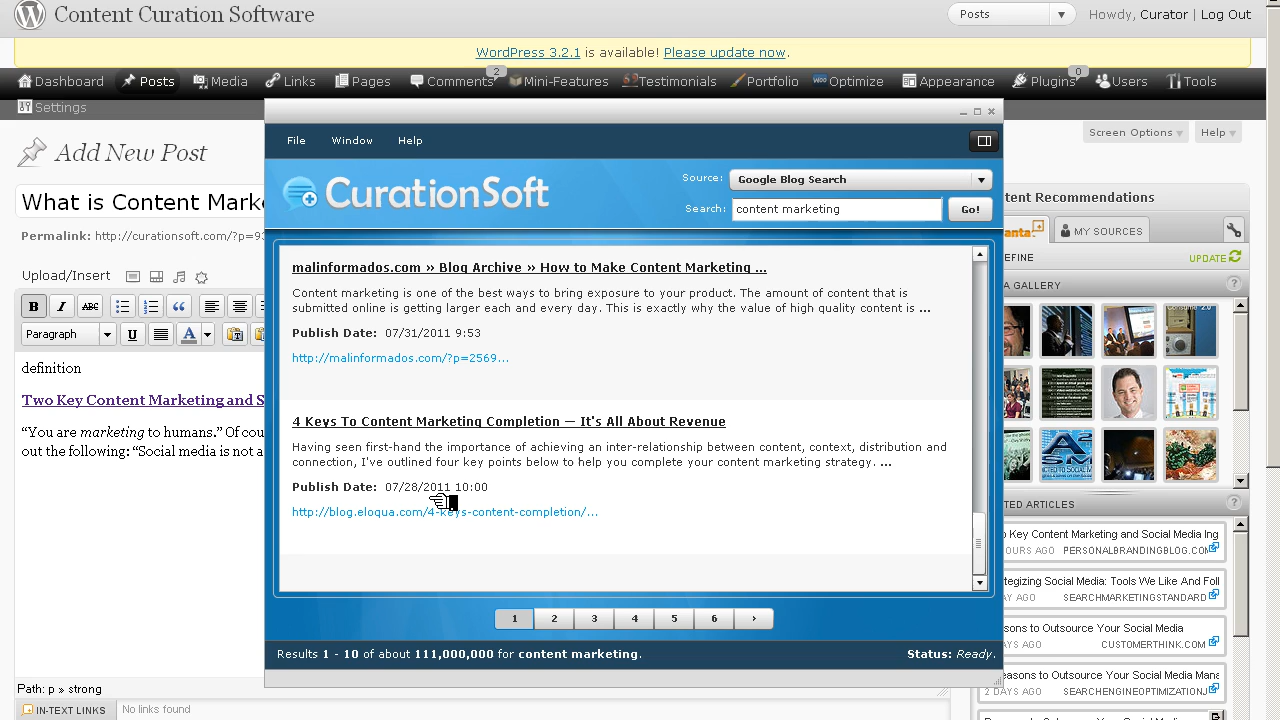 Content Curation Software
Posts
Howdy, Curator | Log Out
WordPress 3.2.1 is available! Please update now.
Dashboard
Posts
Media
Links
Pages
Comments
2
Mini-Features
Testimonials
Portfolio
Optimize
Appearance
Plugins
0
Users
Tools
Settings
Screen Options
Help
Add New Post
What is Content Marke
Permalink: http://curationsoft.com/?p=93
Upload/Insert
B I ABC
Paragraph
U A
definition
Two Key Content Marketing and S
“You are marketing to humans.” Of cou
out the following: “Social media is not a
Path: p » strong
IN-TEXT LINKS
No links found
File
Window
Help
CurationSoft
Source:
Google Blog Search
Search:
content marketing
Go!
malinformados.com » Blog Archive » How to Make Content Marketing ...
Content marketing is one of the best ways to bring exposure to your product. The amount of content that is
submitted online is getting larger each and every day. This is exactly why the value of high quality content is ...
Publish Date: 07/31/2011 9:53
http://malinformados.com/?p=2569...
4 Keys To Content Marketing Completion — It's All About Revenue
Having seen first-hand the importance of achieving an inter-relationship between content, context, distribution and
connection, I've outlined four key points below to help you complete your content marketing strategy. ...
Publish Date: 07/28/2011 10:00
http://blog.eloqua.com/4-keys-content-completion/...
1 2 3 4 5 6 ›
Results 1 - 10 of about 111,000,000 for content marketing.
Status: Ready.
tent Recommendations
anta
MY SOURCES
EFINE
UPDATE
A GALLERY
?
TED ARTICLES
?
o Key Content Marketing and Social Media Ing
OURS AGO PERSONALBRANDINGBLOG.COM
tegizing Social Media: Tools We Like And Foll
AY AGO SEARCHMARKETINGSTANDARD
sons to Outsource Your Social Media
AYS AGO CUSTOMERTHINK.COM
easons to Outsource Your Social Media Mana
2 DAYS AGO SEARCHENGINEOPTIMIZATIONJ